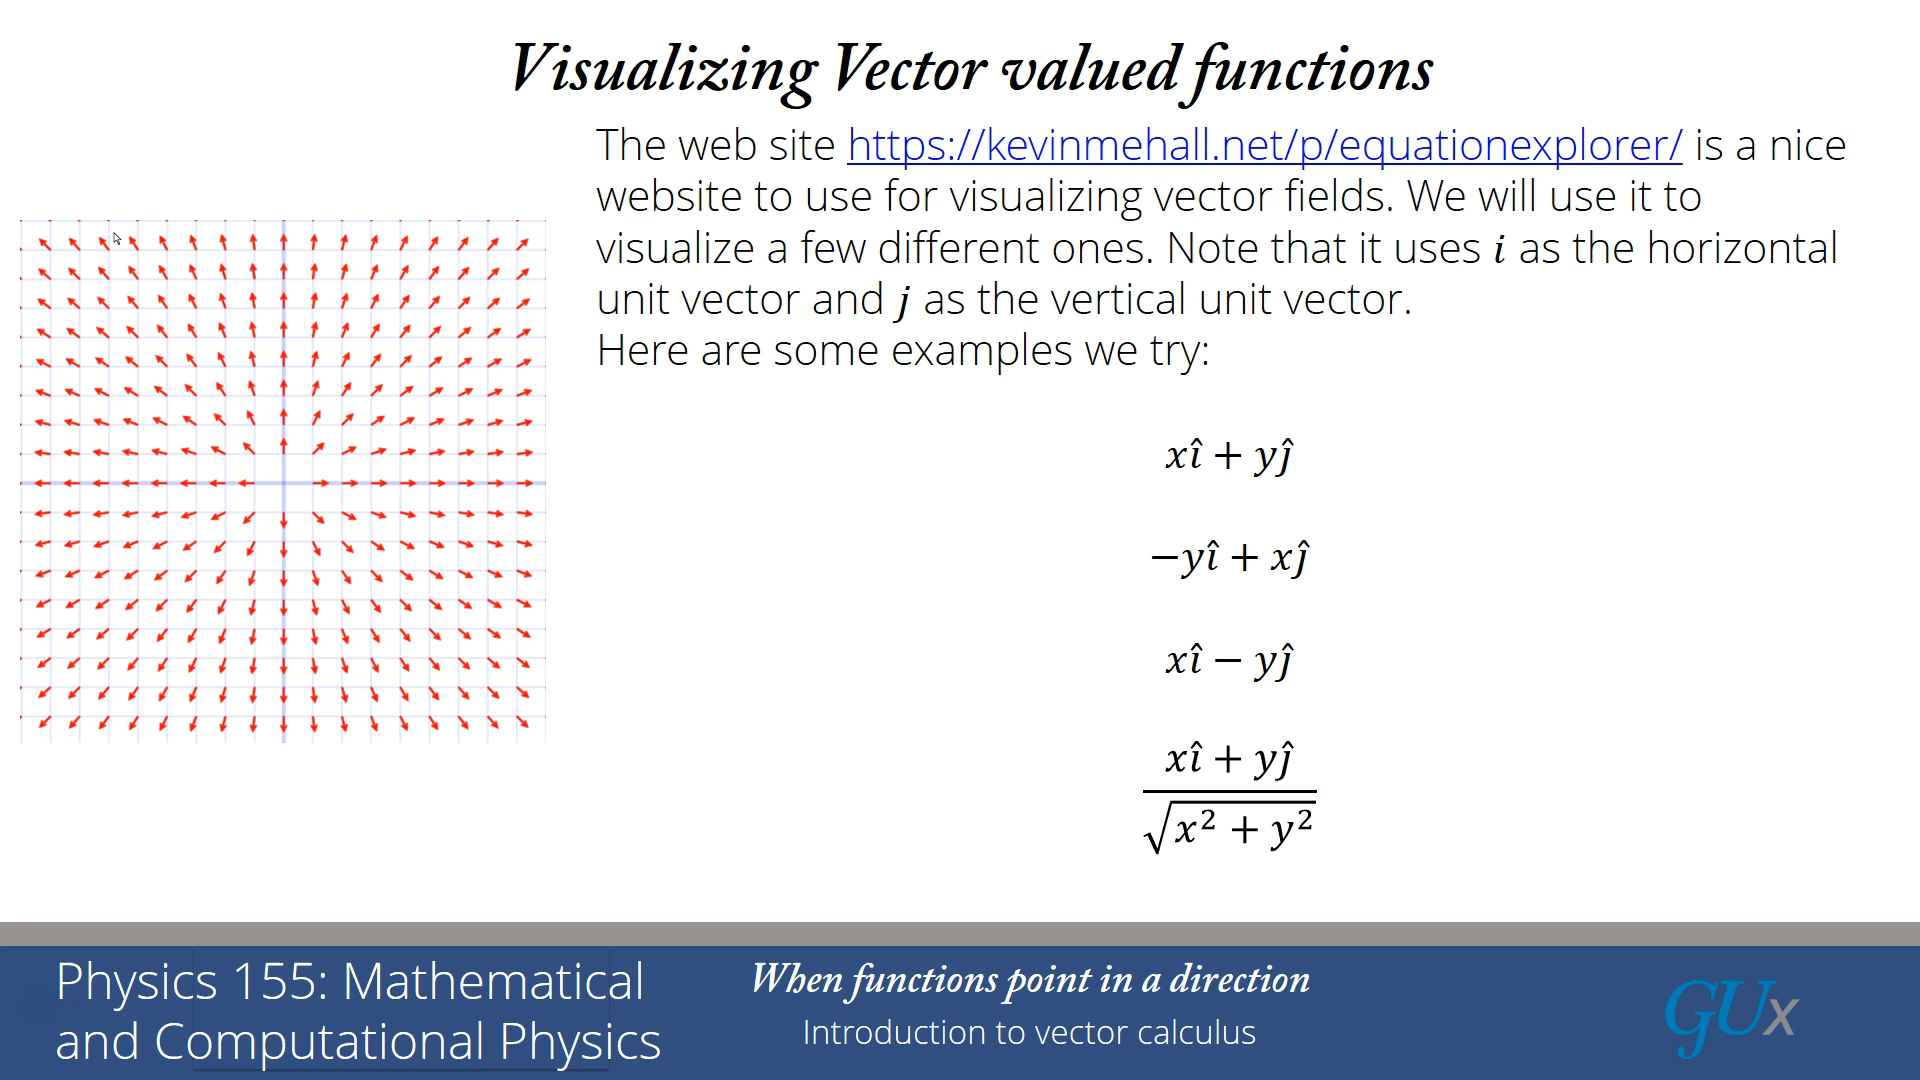 Visualizing Vector valued functions
The web site https://kevinmehall.net/p/equationexplorer/ is a nice
website to use for visualizing vector fields. We will use it to
visualize a few different ones. Note that it uses i as the horizontal
unit vector and j as the vertical unit vector.
Here are some examples we try:
xî + yĵ
−yî + xĵ
xî − yĵ
xî + yĵ
√x² + y²
Physics 155: Mathematical
and Computational Physics
When functions point in a direction
Introduction to vector calculus
GUx